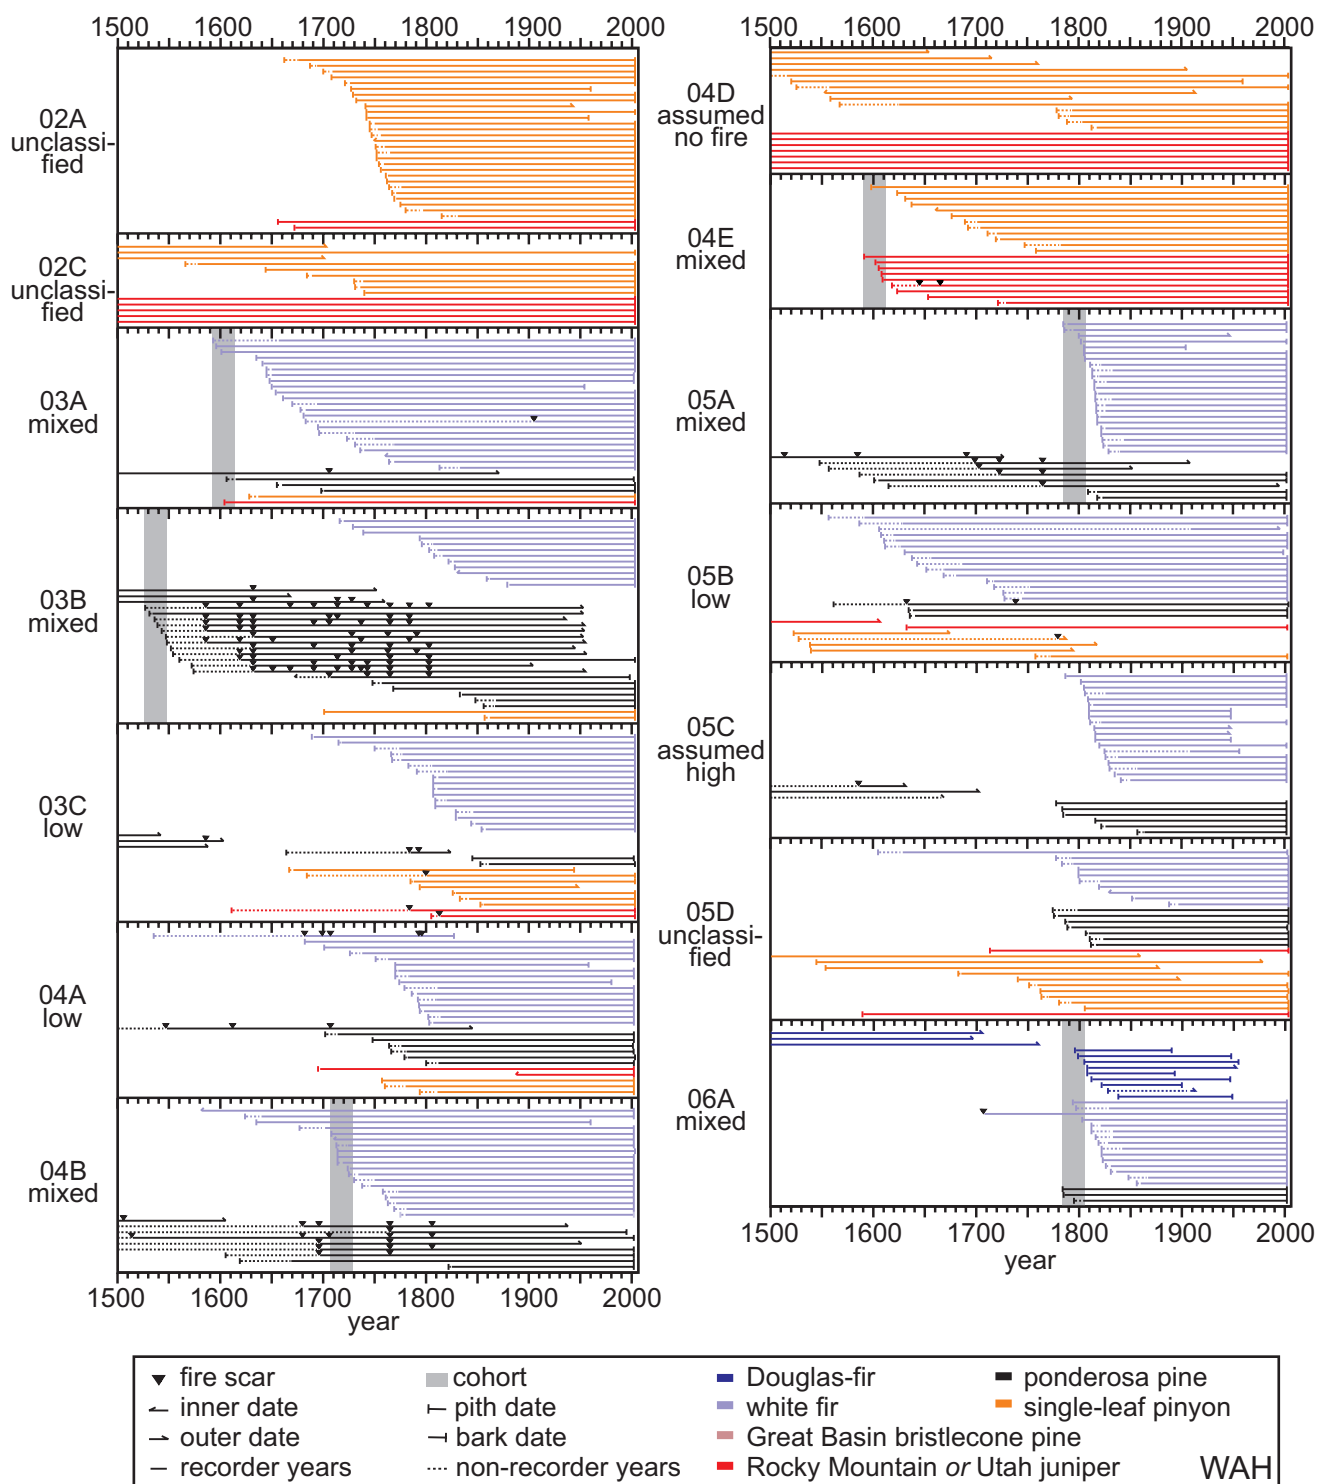 1500 1600 1700 1800 1900 2000
1500 1600 1700 1800 1900 2000
02A
unclassi-
fied
02C
unclassi-
fied
03A
mixed
03B
mixed
03C
low
04A
low
04B
mixed
1500 1600 1700 1800 1900 2000
year
04D
assumed
no fire
04E
mixed
05A
mixed
05B
low
05C
assumed
high
05D
unclassi-
fied
06A
mixed
1500 1600 1700 1800 1900 2000
year
fire scar cohort Douglas-fir ponderosa pine
inner date pith date white fir single-leaf pinyon
outer date bark date Great Basin bristlecone pine
recorder years non-recorder years Rocky Mountain or Utah juniper WAH